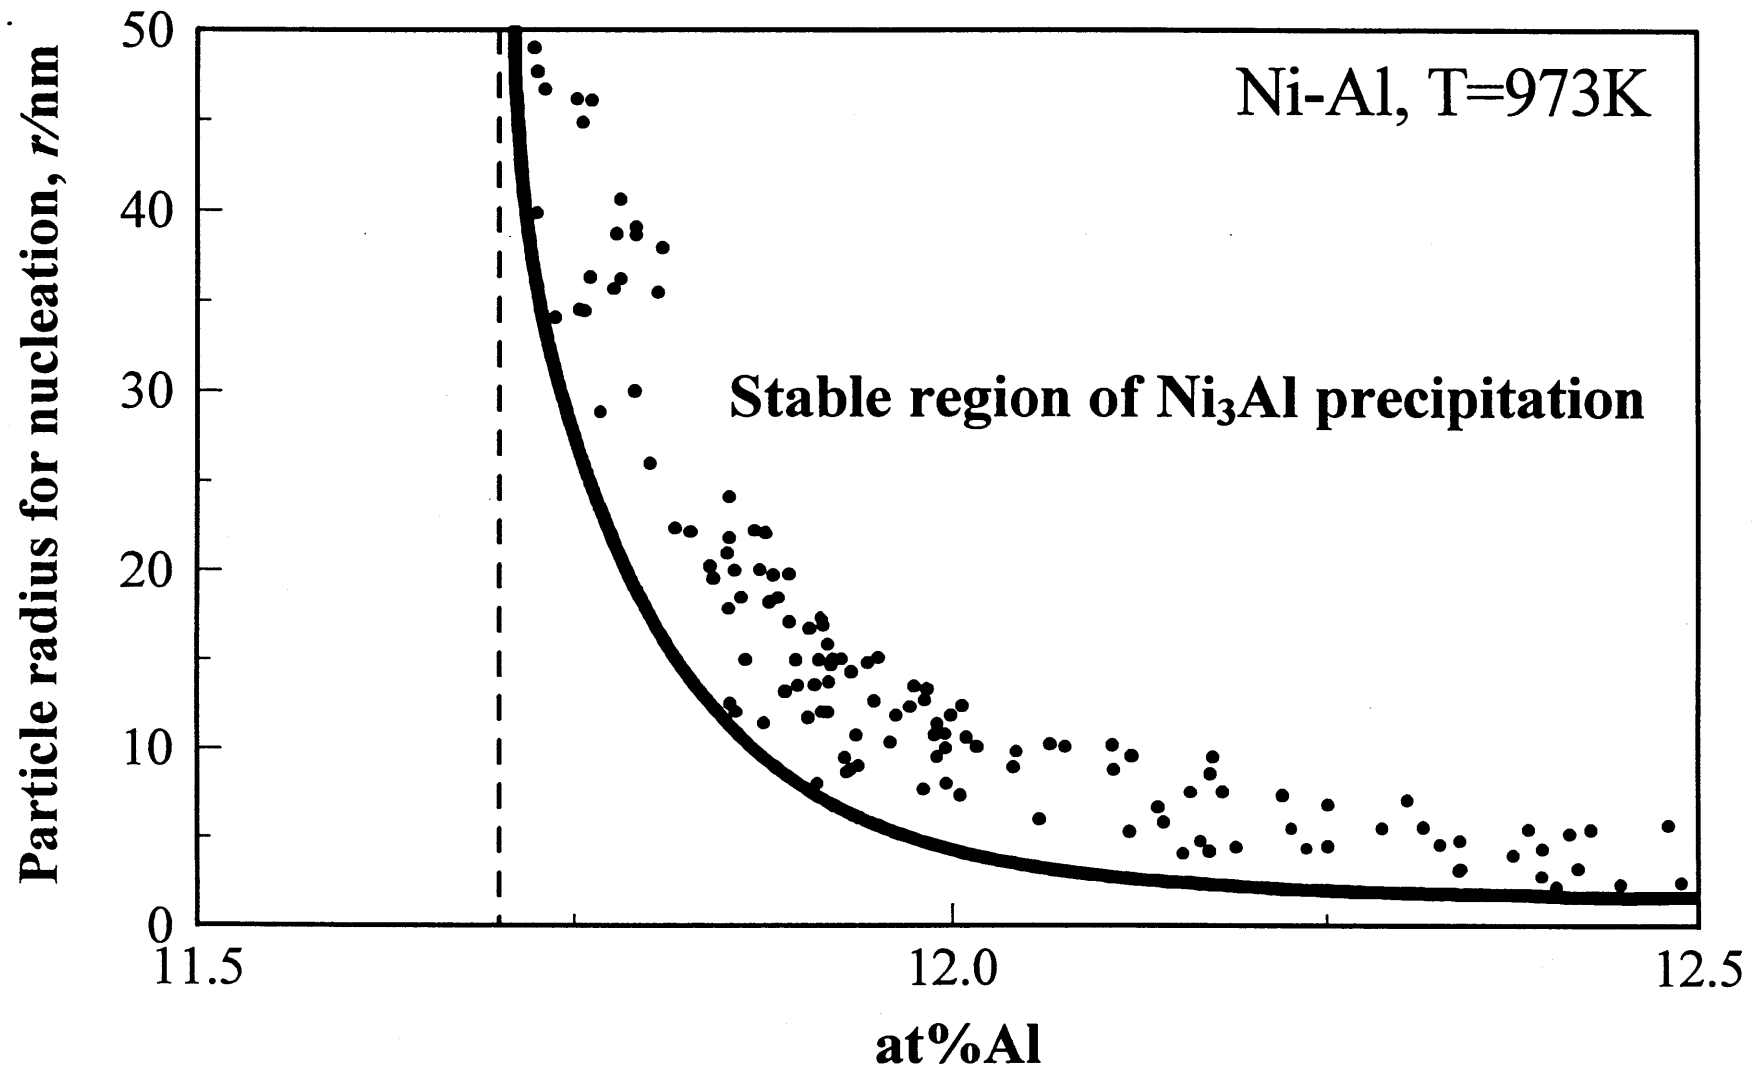 Particle radius for nucleation, r/nm
50
40
30
20
10
0
Ni-Al, T=973K
Stable region of Ni₃Al precipitation
11.5
12.0
12.5
at%Al